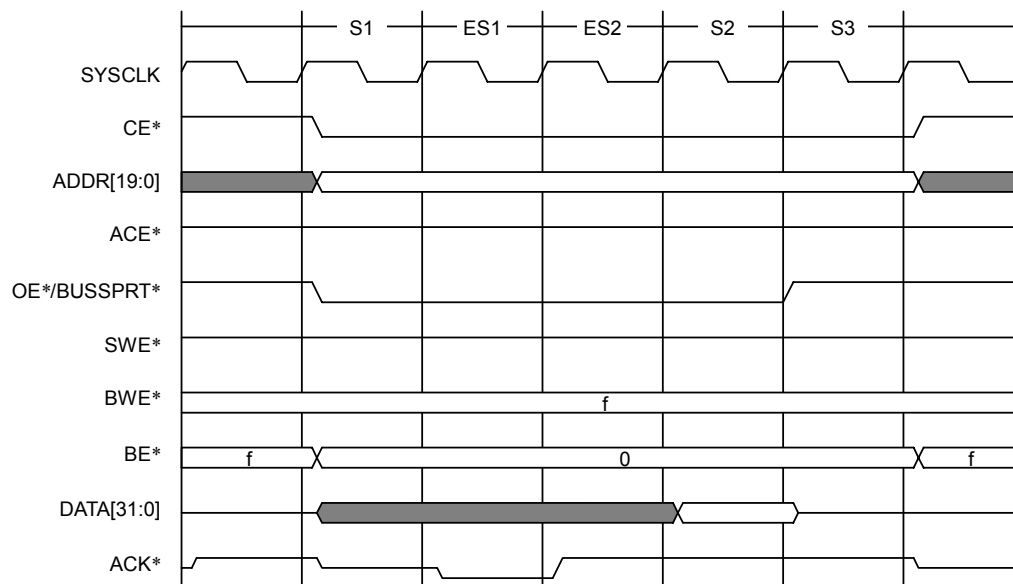 S1 ES1 ES2 S2 S3
SYSCLK
CE*
ADDR[19:0]
ACE*
OE*/BUSSPRT*
SWE*
BWE*
f
BE*
f 0 f
DATA[31:0]
ACK*